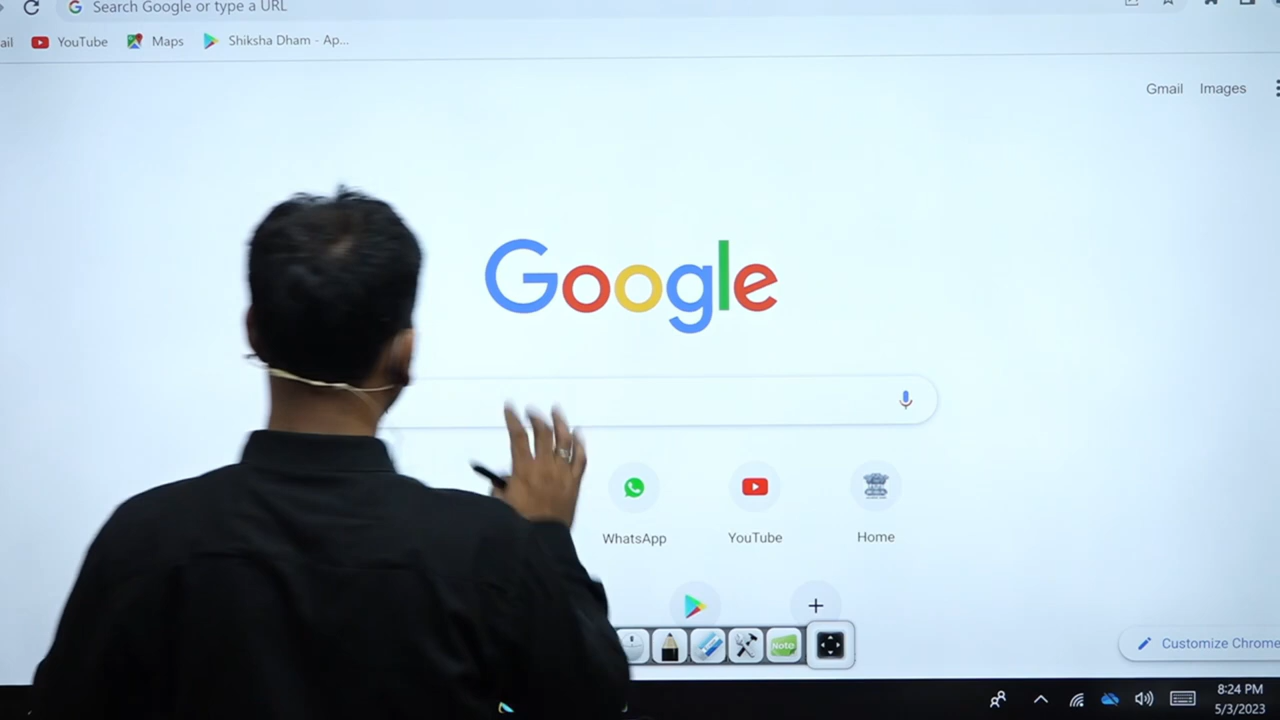 Search Google or type a URL
ail YouTube Maps Shiksha Dham - Ap...
Gmail Images
Google
WhatsApp YouTube Home
Note
Customize Chrome
8:24 PM
5/3/2023